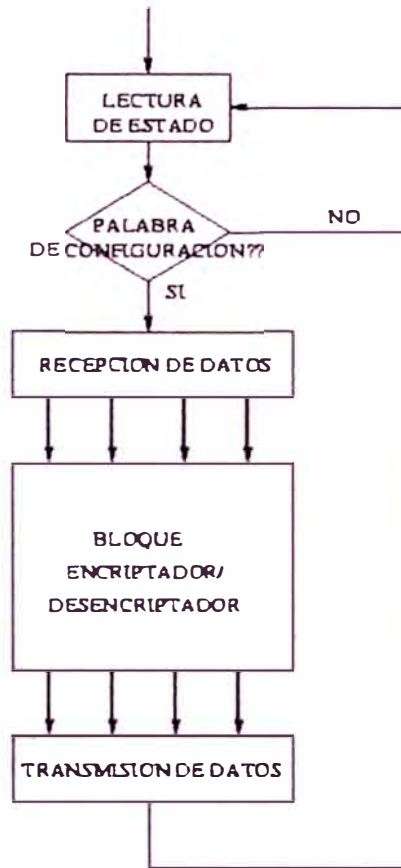 LECTURA
DE ESTADO
PALABRA
DE CONFIGURACION??
NO
SI
RECEPCION DE DATOS
BLOQUE
ENCRIPTADOR/
DESENCRIPTADOR
TRANSMISION DE DATOS